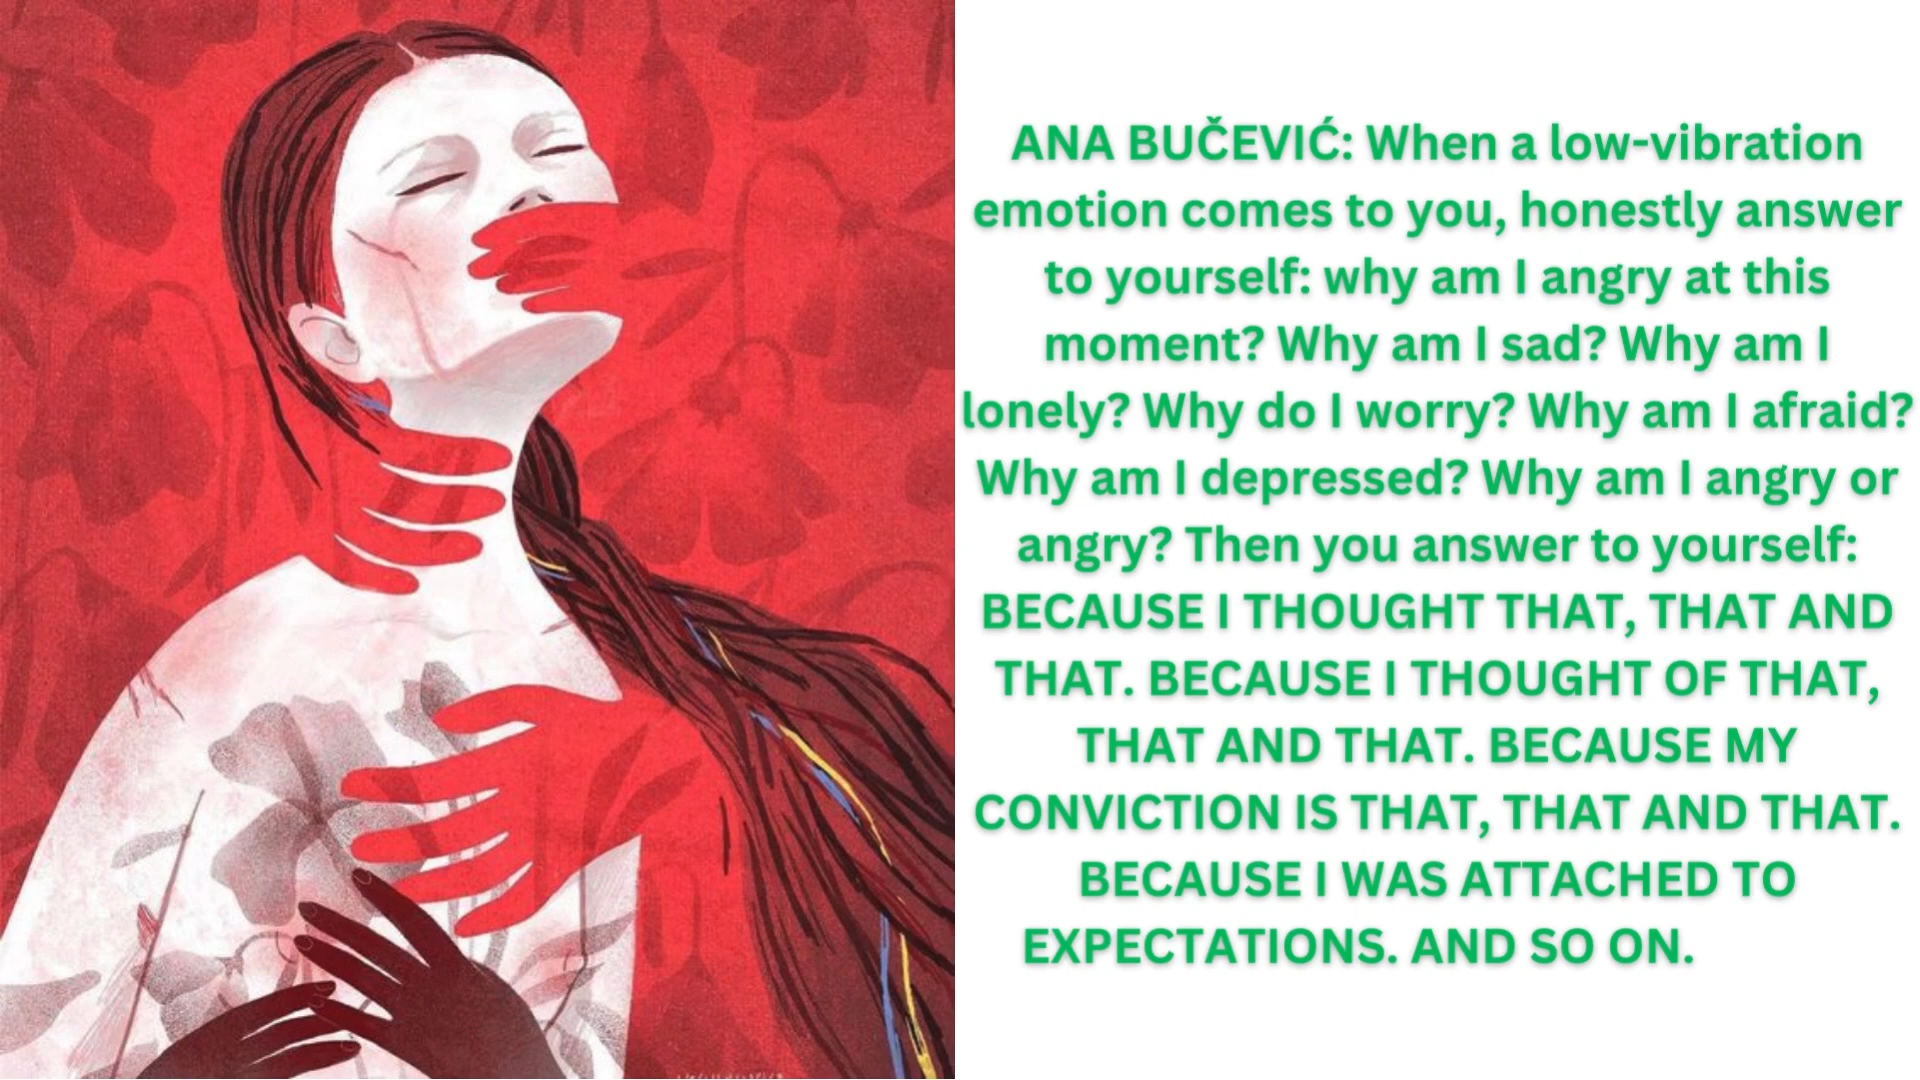 ANA BUČEVIĆ: When a low-vibration
emotion comes to you, honestly answer
to yourself: why am I angry at this
moment? Why am I sad? Why am I
lonely? Why do I worry? Why am I afraid?
Why am I depressed? Why am I angry or
angry? Then you answer to yourself:
BECAUSE I THOUGHT THAT, THAT AND
THAT. BECAUSE I THOUGHT OF THAT,
THAT AND THAT. BECAUSE MY
CONVICTION IS THAT, THAT AND THAT.
BECAUSE I WAS ATTACHED TO
EXPECTATIONS. AND SO ON.